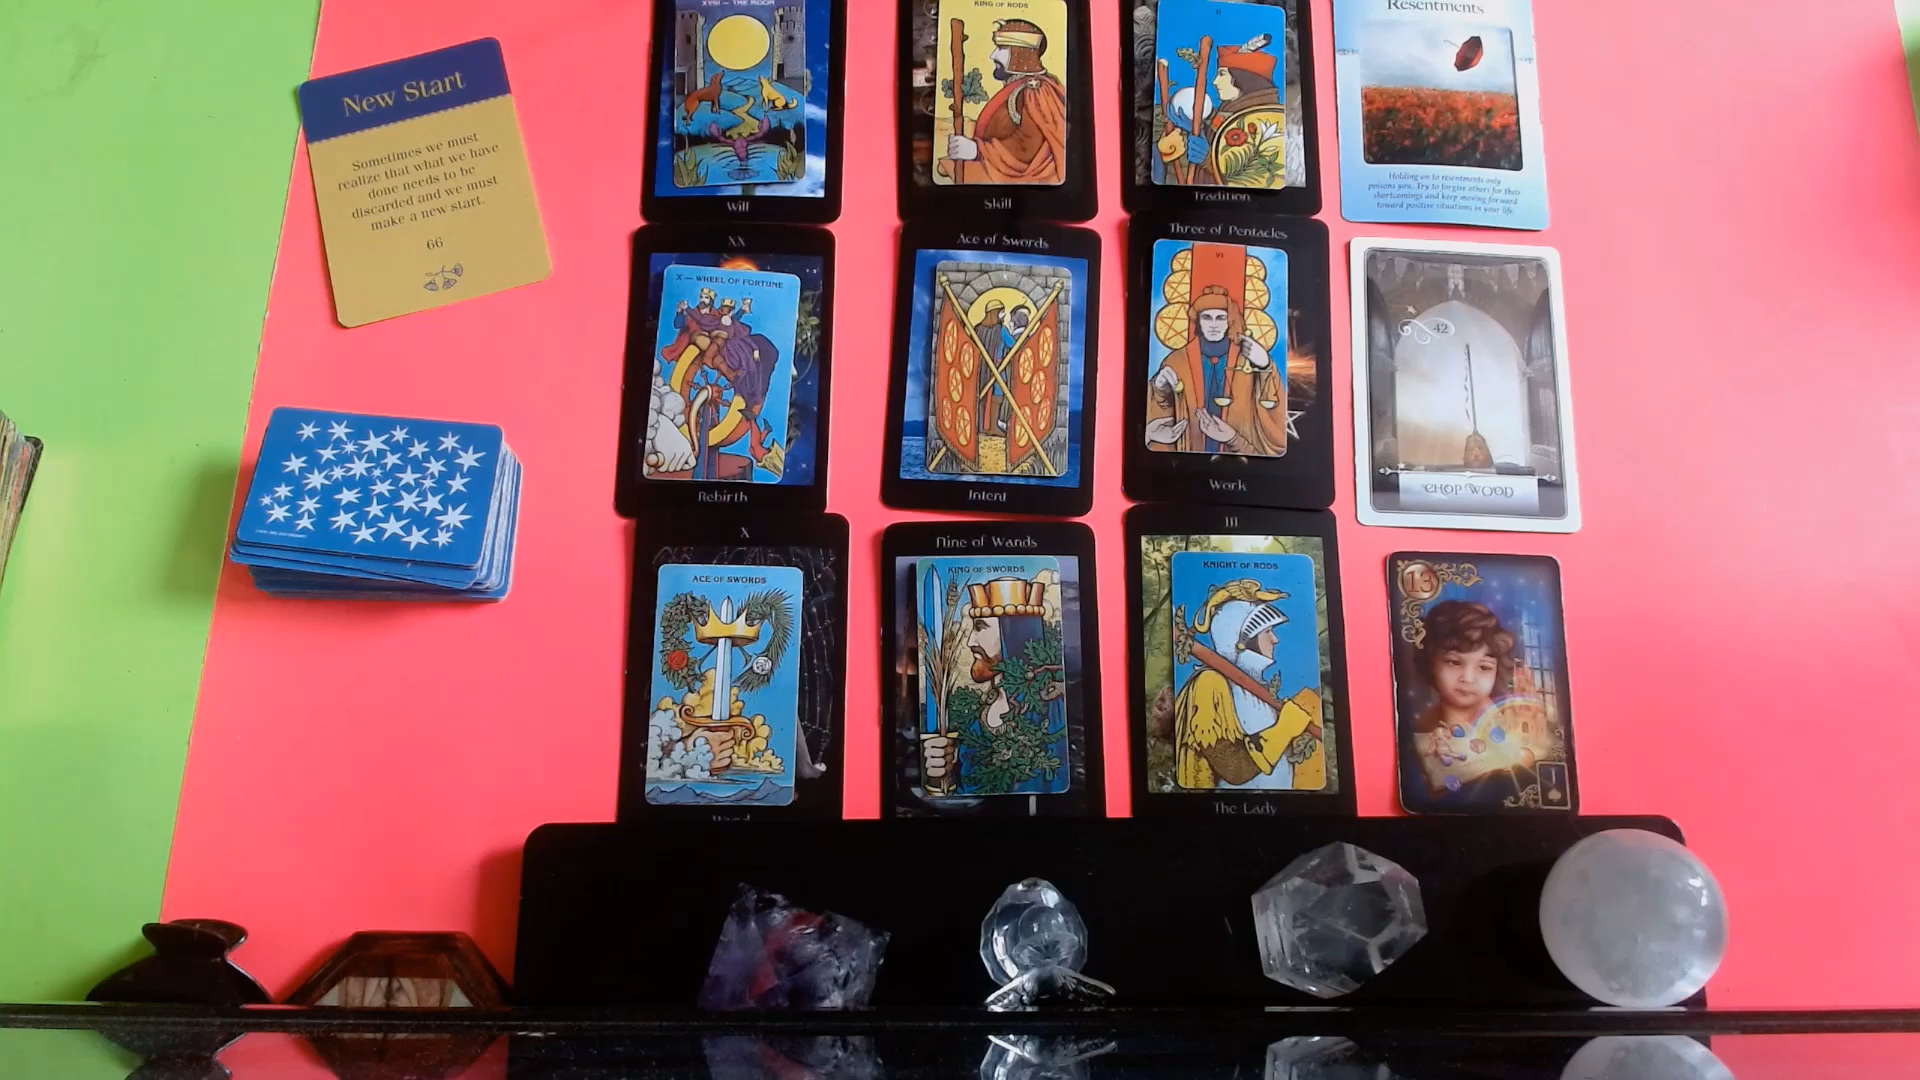 New Start
Sometimes we must
realize that what we have
done needs to be
discarded and we must
make a new start.
66
XVIII — THE MOON
Will
KING OF RODS
Skill
II
Tradition
Resentments
Holding on to resentments only
poisons you. Try to forgive others for their
shortcomings and keep moving forward
toward positive situations in your life.
XX
X — WHEEL OF FORTUNE
Rebirth
Ace of Swords
Intent
Three of Pentacles
VI
Work
42
CHOP WOOD
X
ACE OF SWORDS
Nine of Wands
KING OF SWORDS
III
KNIGHT OF RODS
The Lady
13
J